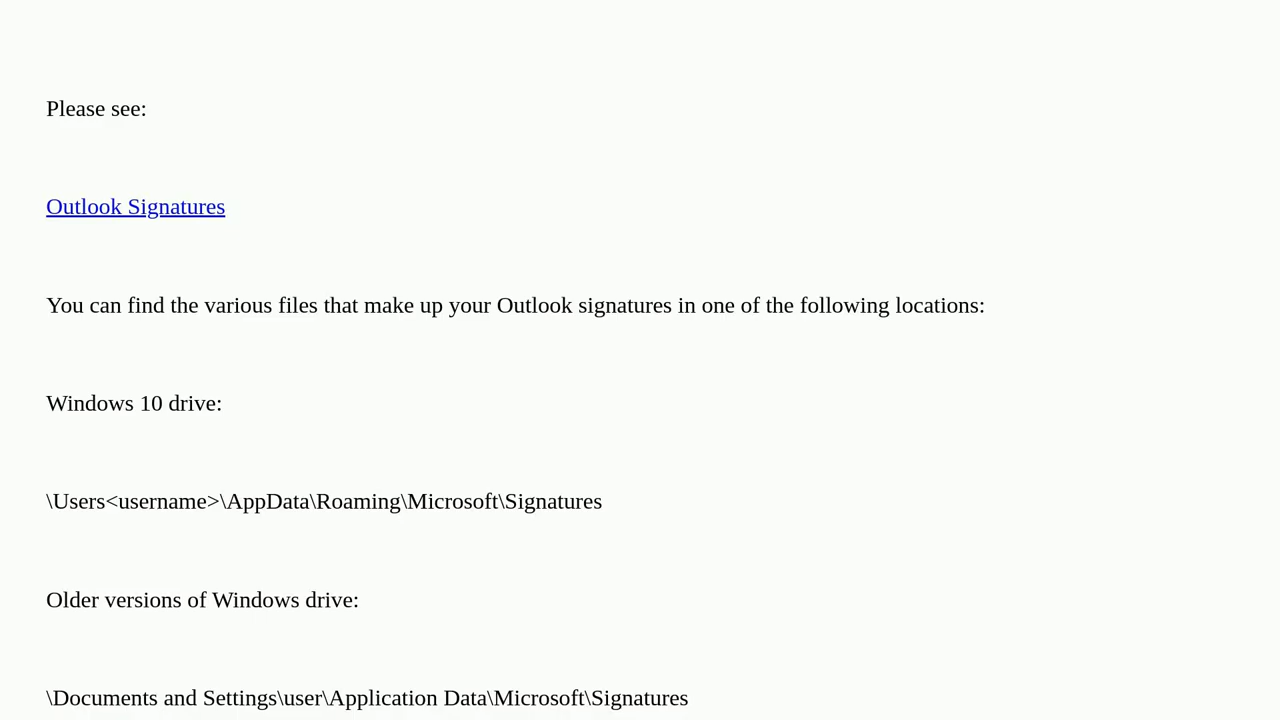 Please see:
Outlook Signatures
You can find the various files that make up your Outlook signatures in one of the following locations:
Windows 10 drive:
\Users<username>\AppData\Roaming\Microsoft\Signatures
Older versions of Windows drive:
\Documents and Settings\user\Application Data\Microsoft\Signatures